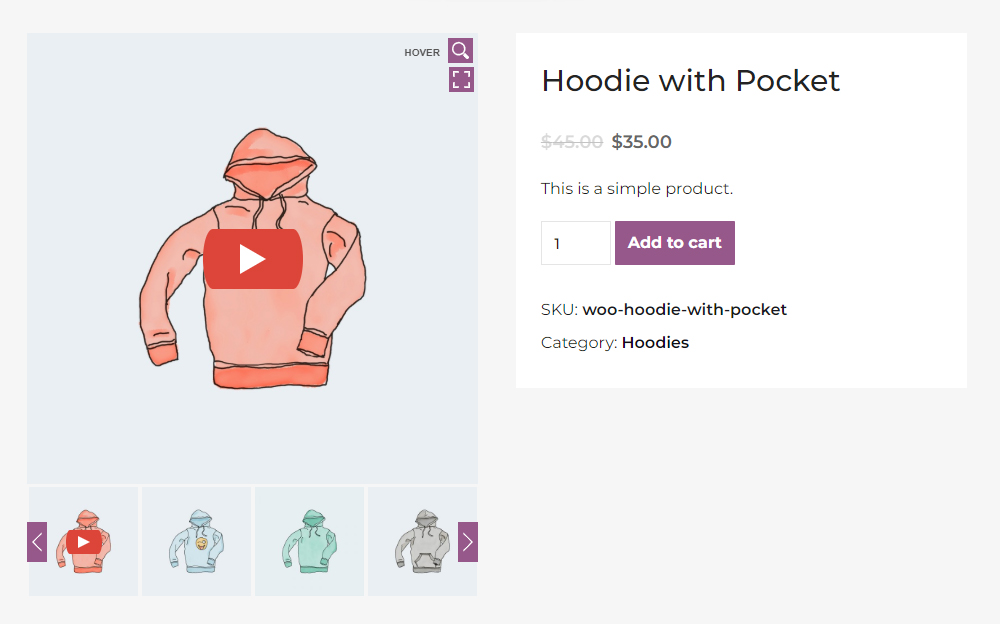 HOVER
Hoodie with Pocket
$45.00 $35.00
This is a simple product.
1 Add to cart
SKU: woo-hoodie-with-pocket
Category: Hoodies